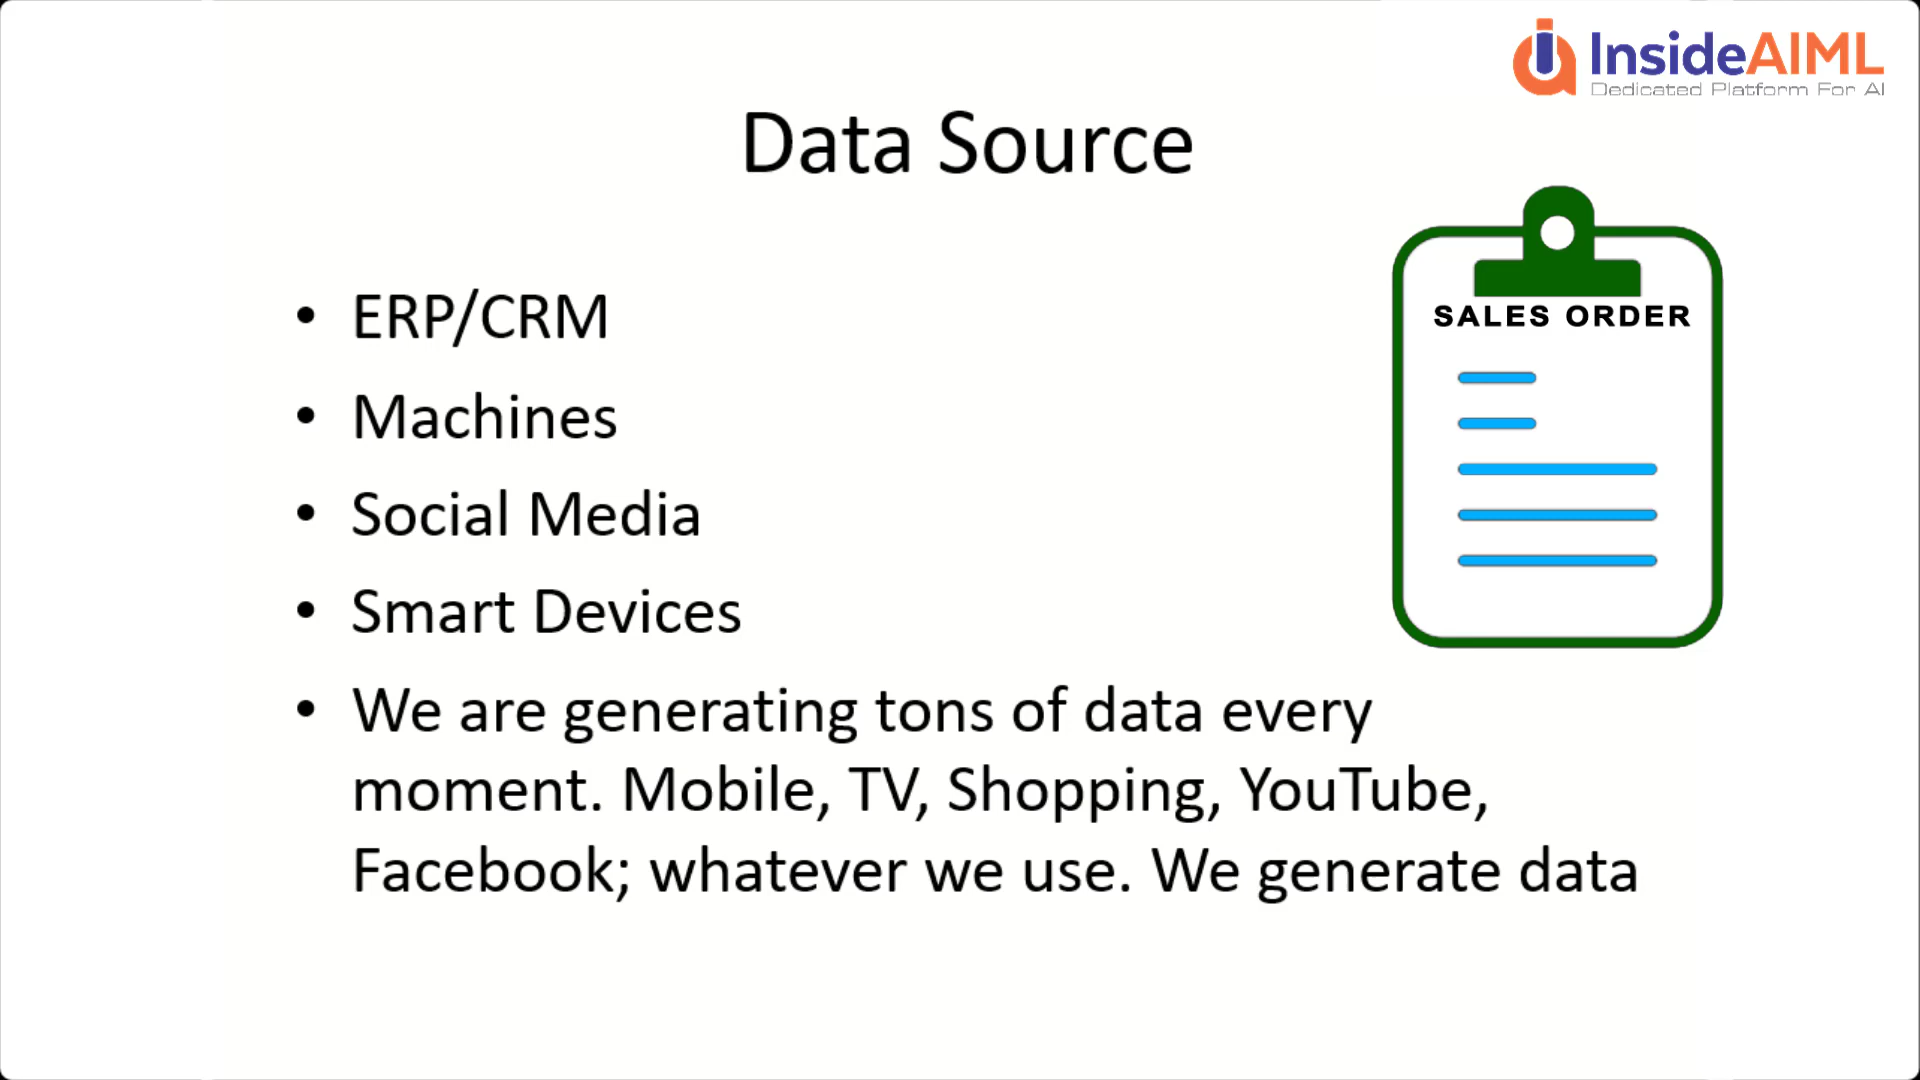 InsideAIML
Dedicated Platform For AI
Data Source
• ERP/CRM
• Machines
• Social Media
• Smart Devices
• We are generating tons of data every
moment. Mobile, TV, Shopping, YouTube,
Facebook; whatever we use. We generate data
SALES ORDER